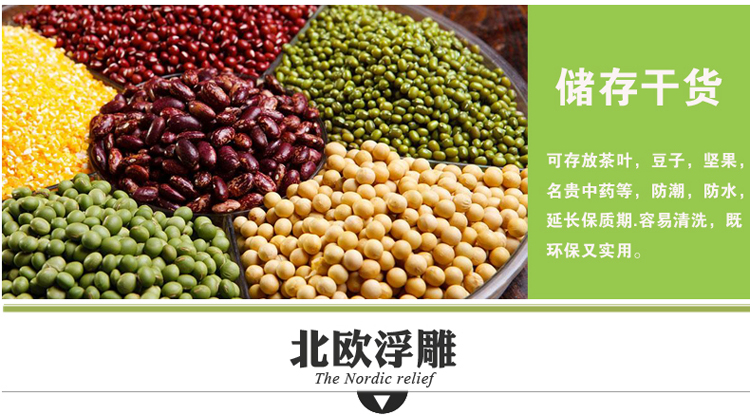 储存干货
可存放茶叶，豆子，坚果，
名贵中药等，防潮，防水，
延长保质期.容易清洗，既
环保又实用。
北欧浮雕
The Nordic relief